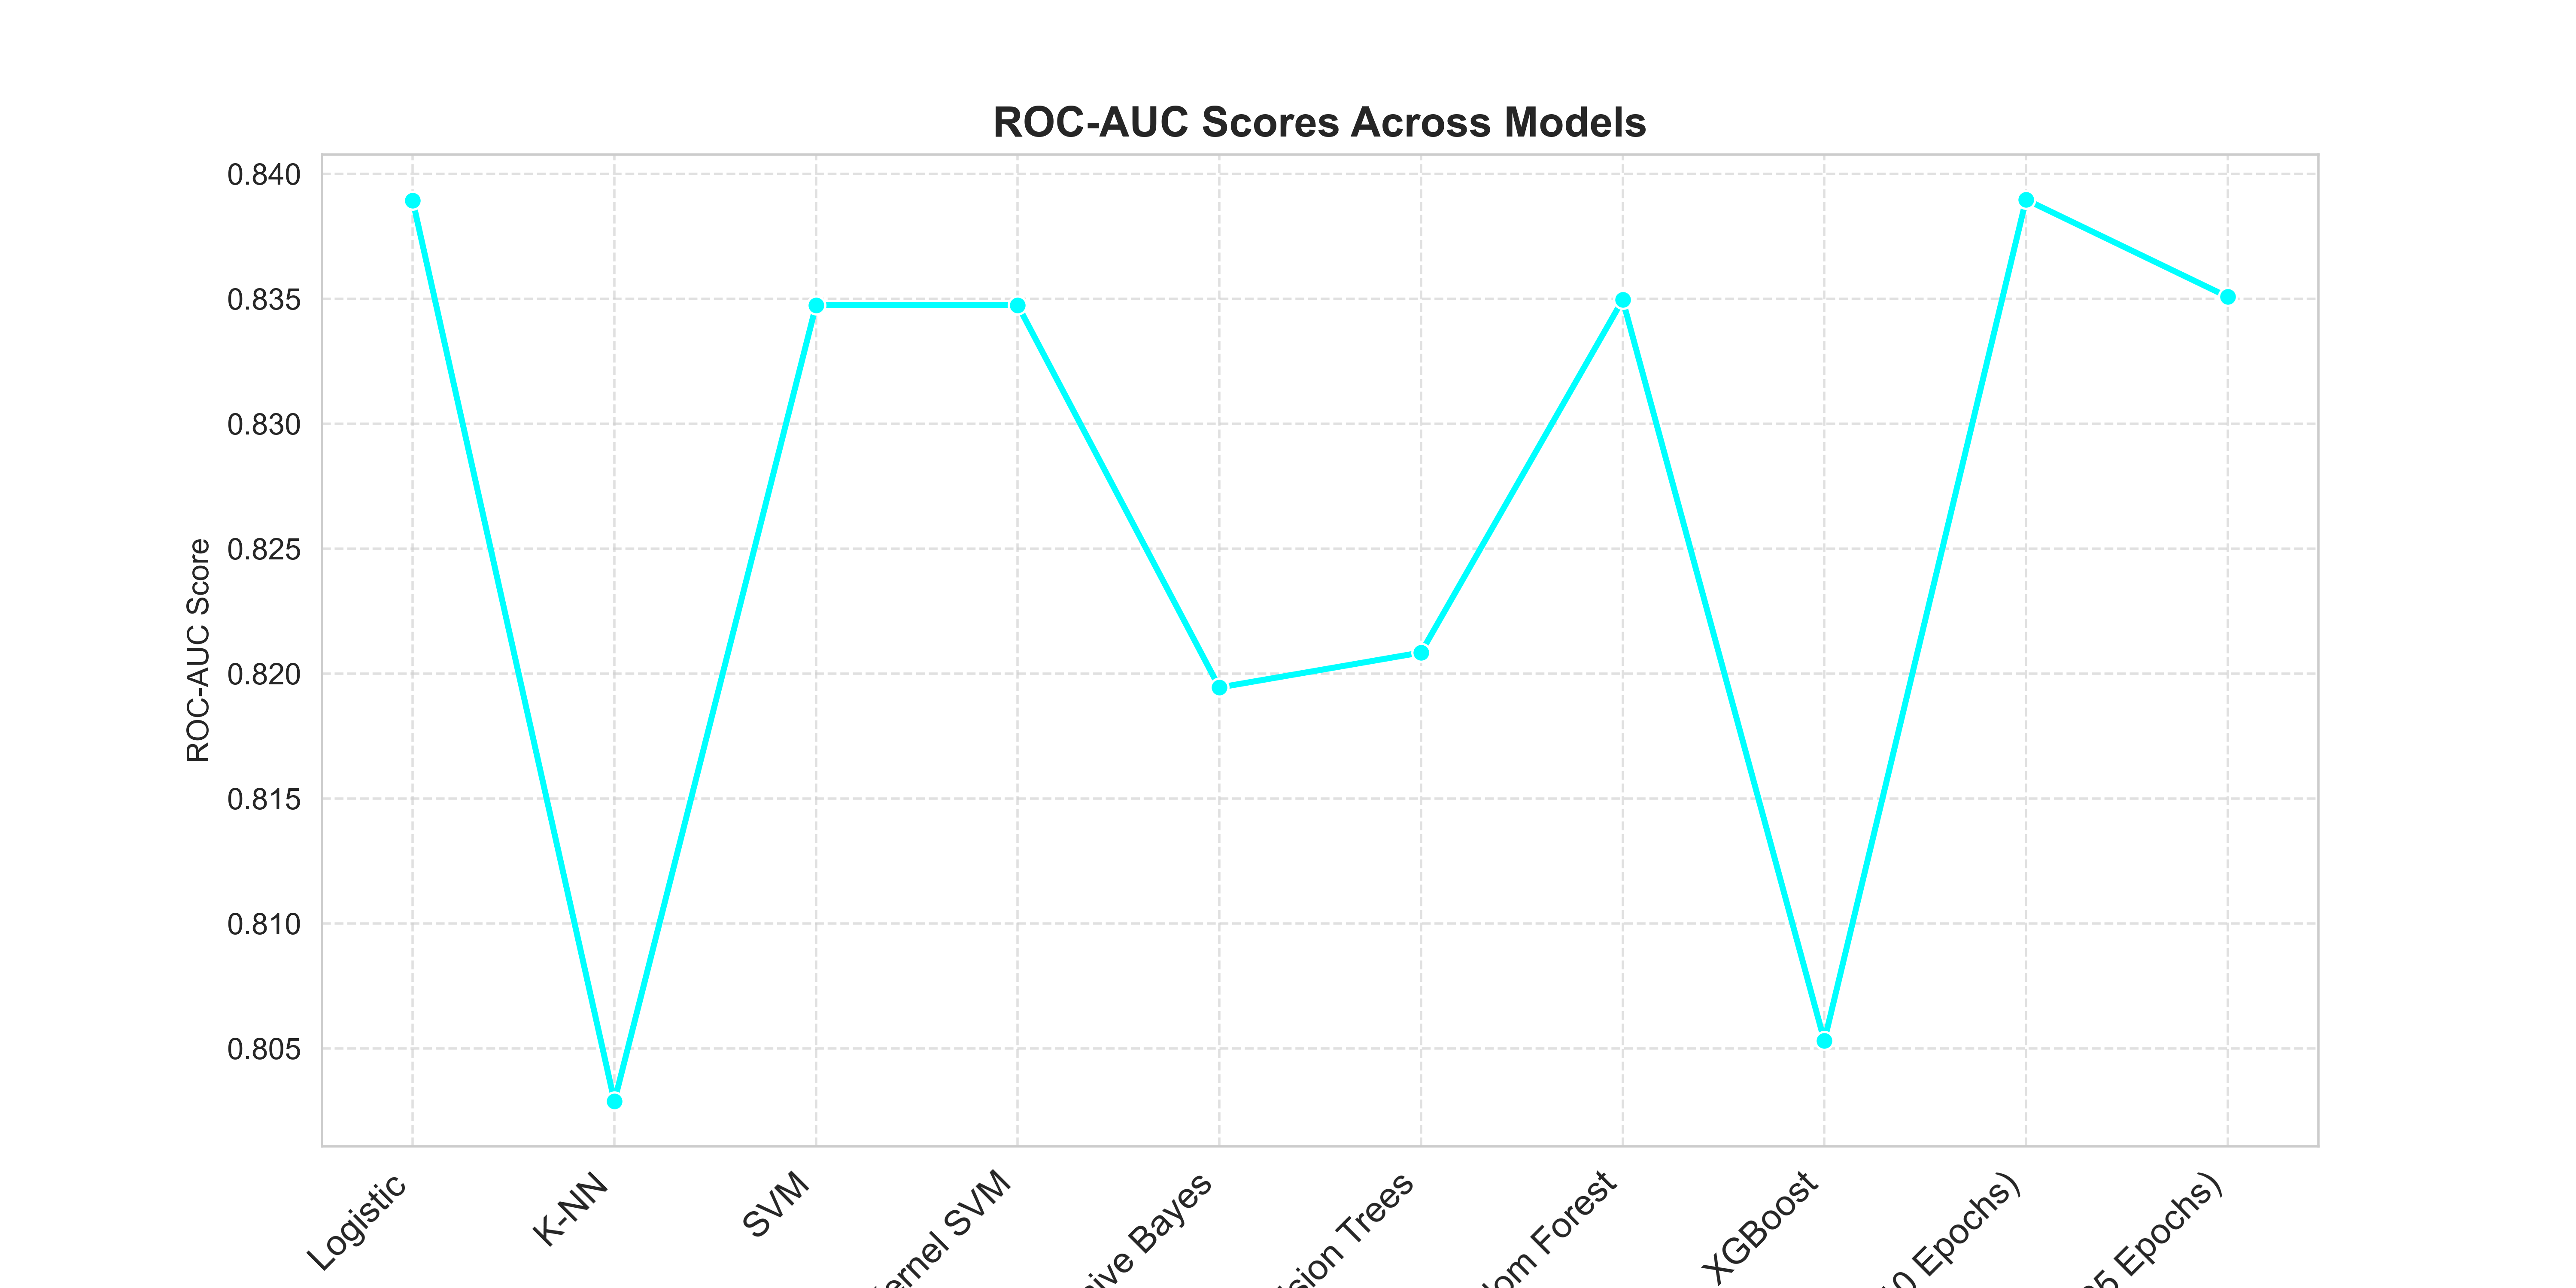 ROC-AUC Scores Across Models
0.840
0.835
0.830
0.825
0.820
0.815
0.810
0.805
ROC-AUC Score
Logistic
K-NN
SVM
ernel SVM
ive Bayes
sion Trees
dom Forest
XGBoost
0 Epochs)
5 Epochs)